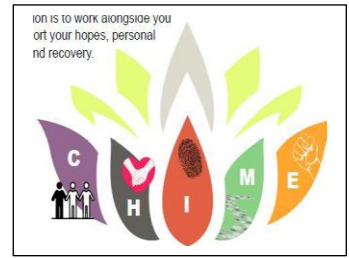 ion is to work alongside you
ort your hopes, personal
nd recovery.
C H I M E